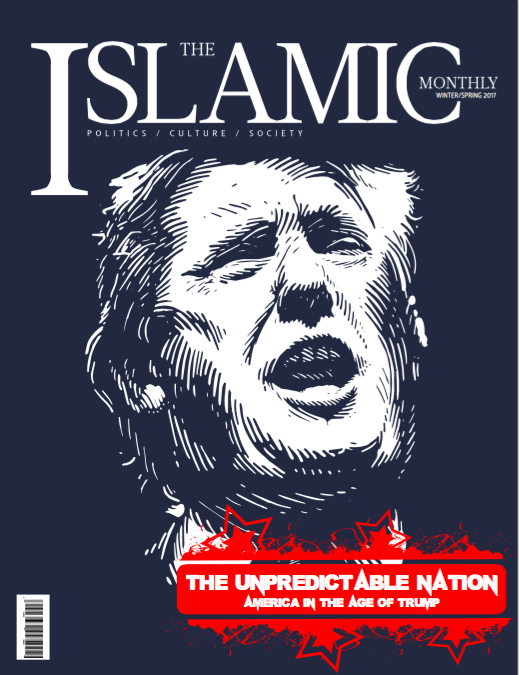 THE
ISLAMIC
MONTHLY
WINTER/SPRING 2017
POLITICS / CULTURE / SOCIETY
THE UNPREDICTABLE NATION
AMERICA IN THE AGE OF TRUMP